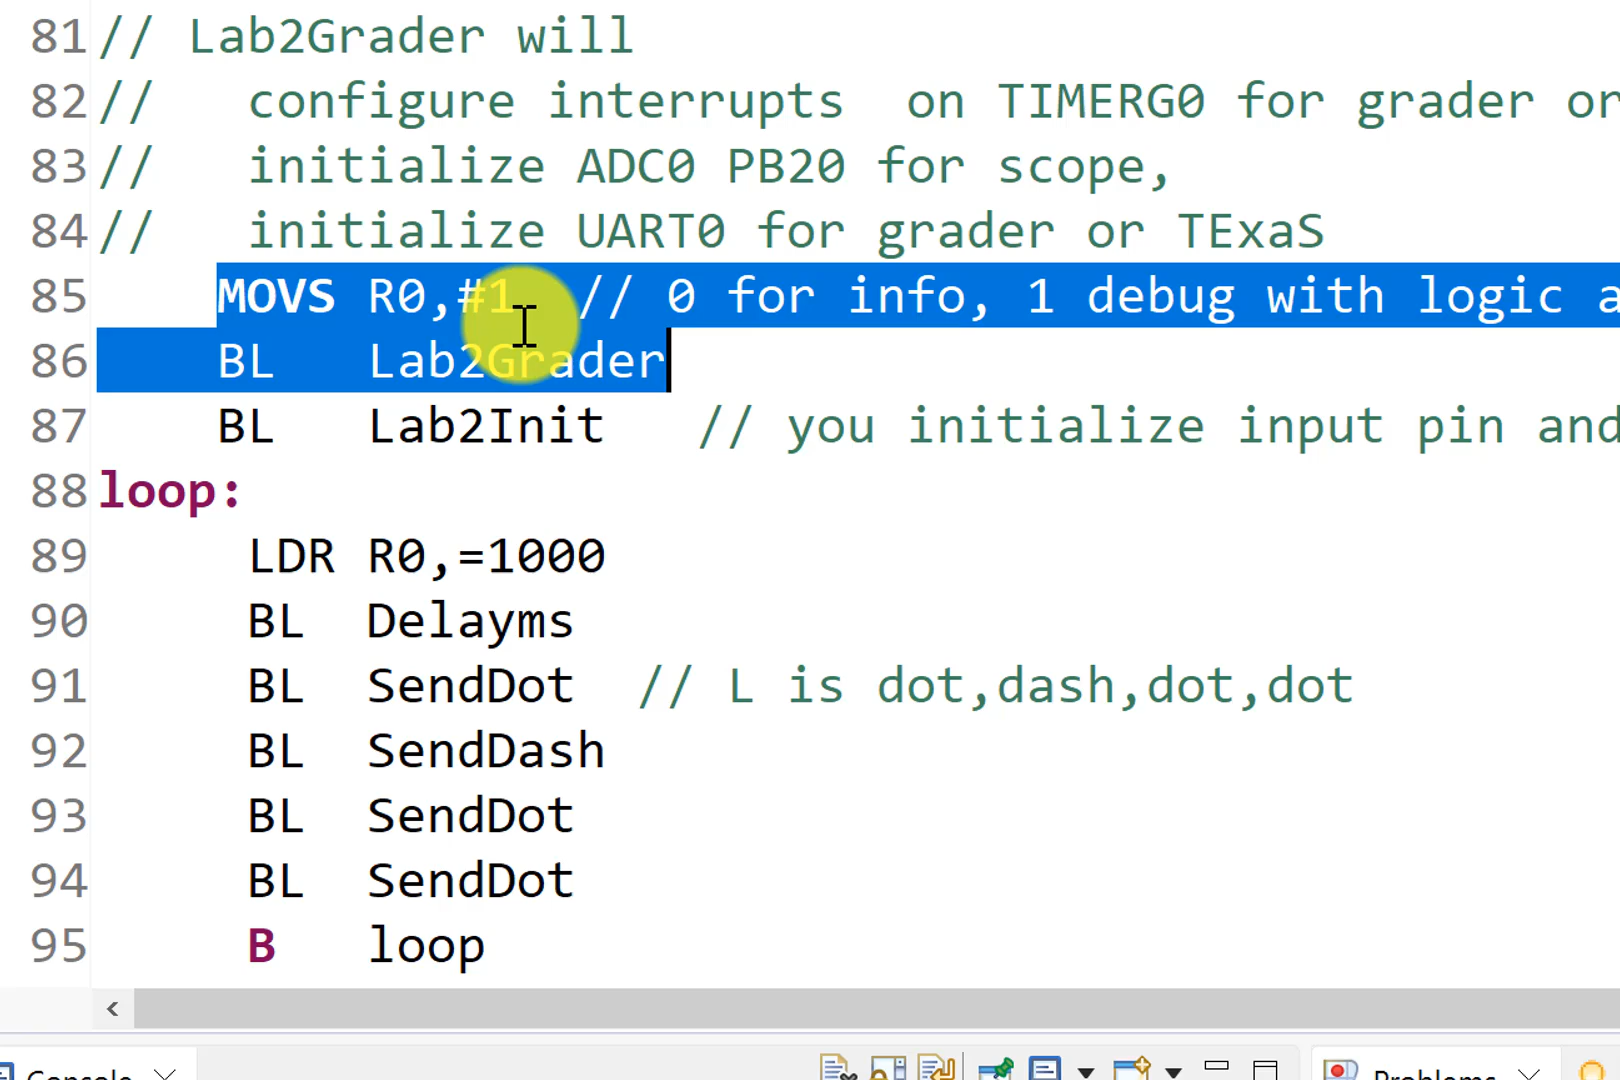 81 // Lab2Grader will
82 //   configure interrupts  on TIMERG0 for grader or
83 //   initialize ADC0 PB20 for scope,
84 //   initialize UART0 for grader or TExaS
85     MOVS R0,#1  // 0 for info, 1 debug with logic a
86     BL   Lab2Grader
87     BL   Lab2Init   // you initialize input pin and
88 loop:
89      LDR R0,=1000
90      BL  Delayms
91      BL  SendDot  // L is dot,dash,dot,dot
92      BL  SendDash
93      BL  SendDot
94      BL  SendDot
95      B   loop
Console
Problems